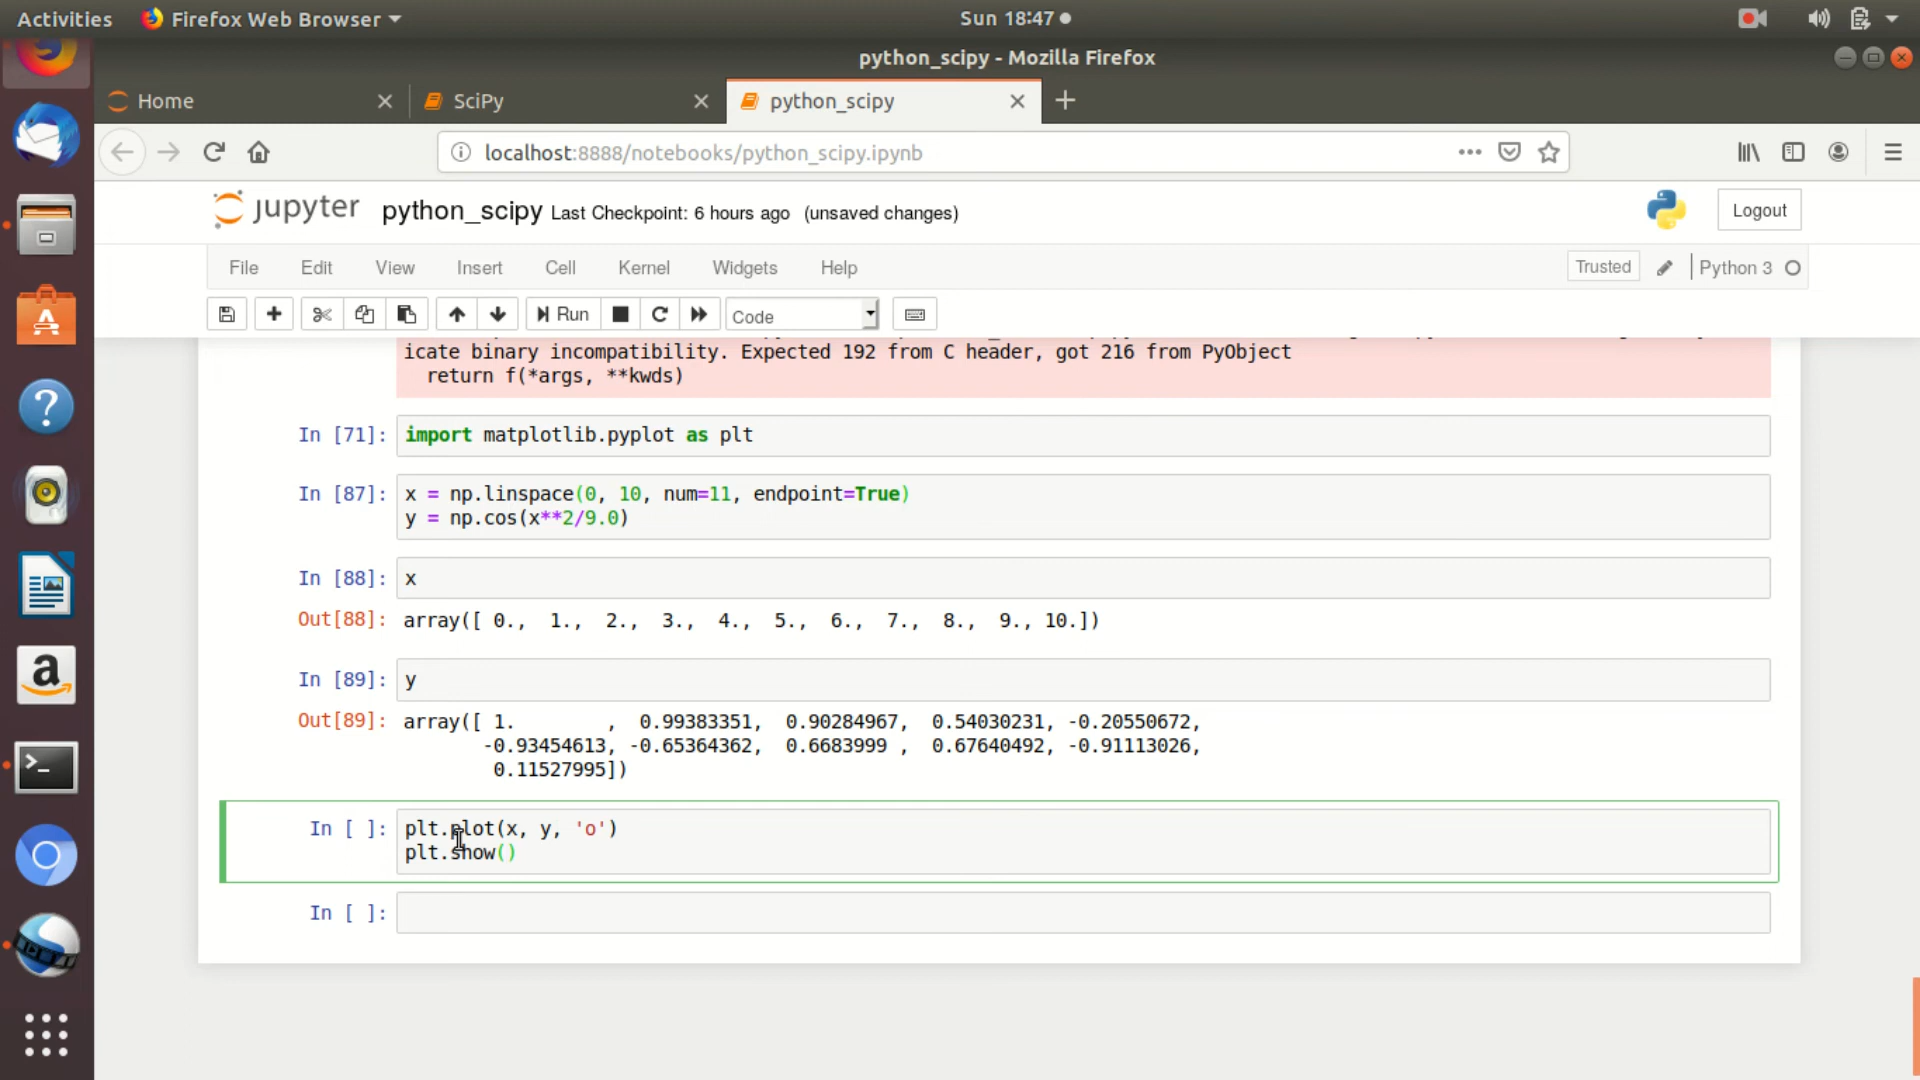 Activities Firefox Web Browser Sun 18:47
python_scipy - Mozilla Firefox
Home SciPy python_scipy
localhost:8888/notebooks/python_scipy.ipynb
jupyter python_scipy Last Checkpoint: 6 hours ago (unsaved changes) Logout
File Edit View Insert Cell Kernel Widgets Help Trusted Python 3
Run Code
icate binary incompatibility. Expected 192 from C header, got 216 from PyObject
return f(*args, **kwds)
In [71]: import matplotlib.pyplot as plt
In [87]: x = np.linspace(0, 10, num=11, endpoint=True)
y = np.cos(x**2/9.0)
In [88]: x
Out[88]: array([ 0., 1., 2., 3., 4., 5., 6., 7., 8., 9., 10.])
In [89]: y
Out[89]: array([ 1. , 0.99383351, 0.90284967, 0.54030231, -0.20550672,
-0.93454613, -0.65364362, 0.6683999 , 0.67640492, -0.91113026,
0.11527995])
In [ ]: plt.plot(x, y, 'o')
plt.show()
In [ ]: